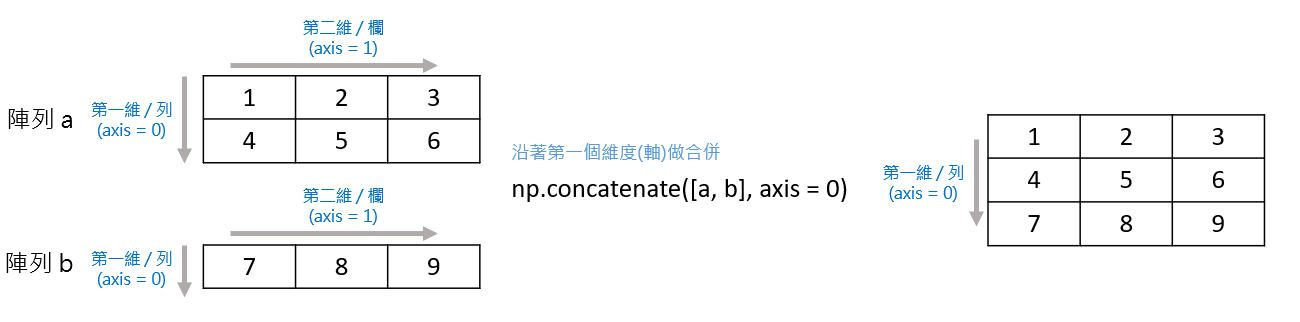 第二維 / 欄
(axis = 1)
陣列 a
第一維 / 列
(axis = 0)
1 2 3
4 5 6
第二維 / 欄
(axis = 1)
陣列 b
第一維 / 列
(axis = 0)
7 8 9
沿著第一個維度(軸)做合併
np.concatenate([a, b], axis = 0)
第一維 / 列
(axis = 0)
1 2 3
4 5 6
7 8 9